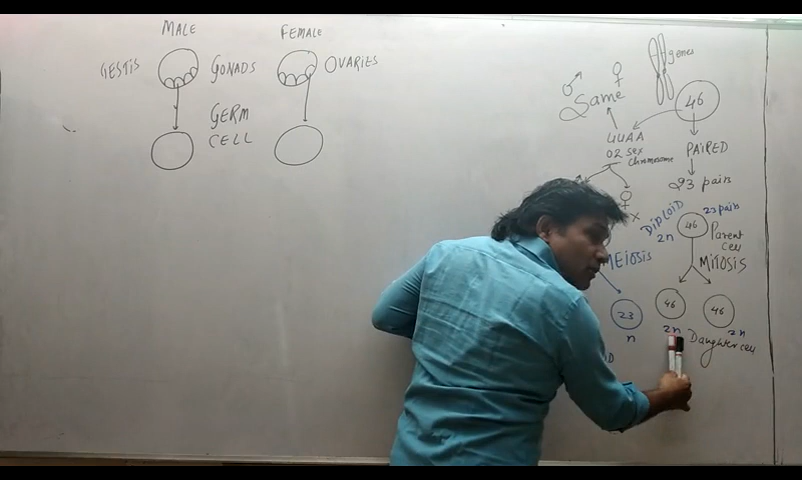 MALE
FEMALE
TESTIS
GONADS
OVARIES
GERM
CELL
genes
46
♂ ♀
Same
44AA
02 sex
chromosome
PAIRED
23 pairs
♀
X
DIPLOID
2n
23 pairs
46
Parent
cell
MEIOSIS
MITOSIS
23
n
46
2n
46
2n
Daughter cell